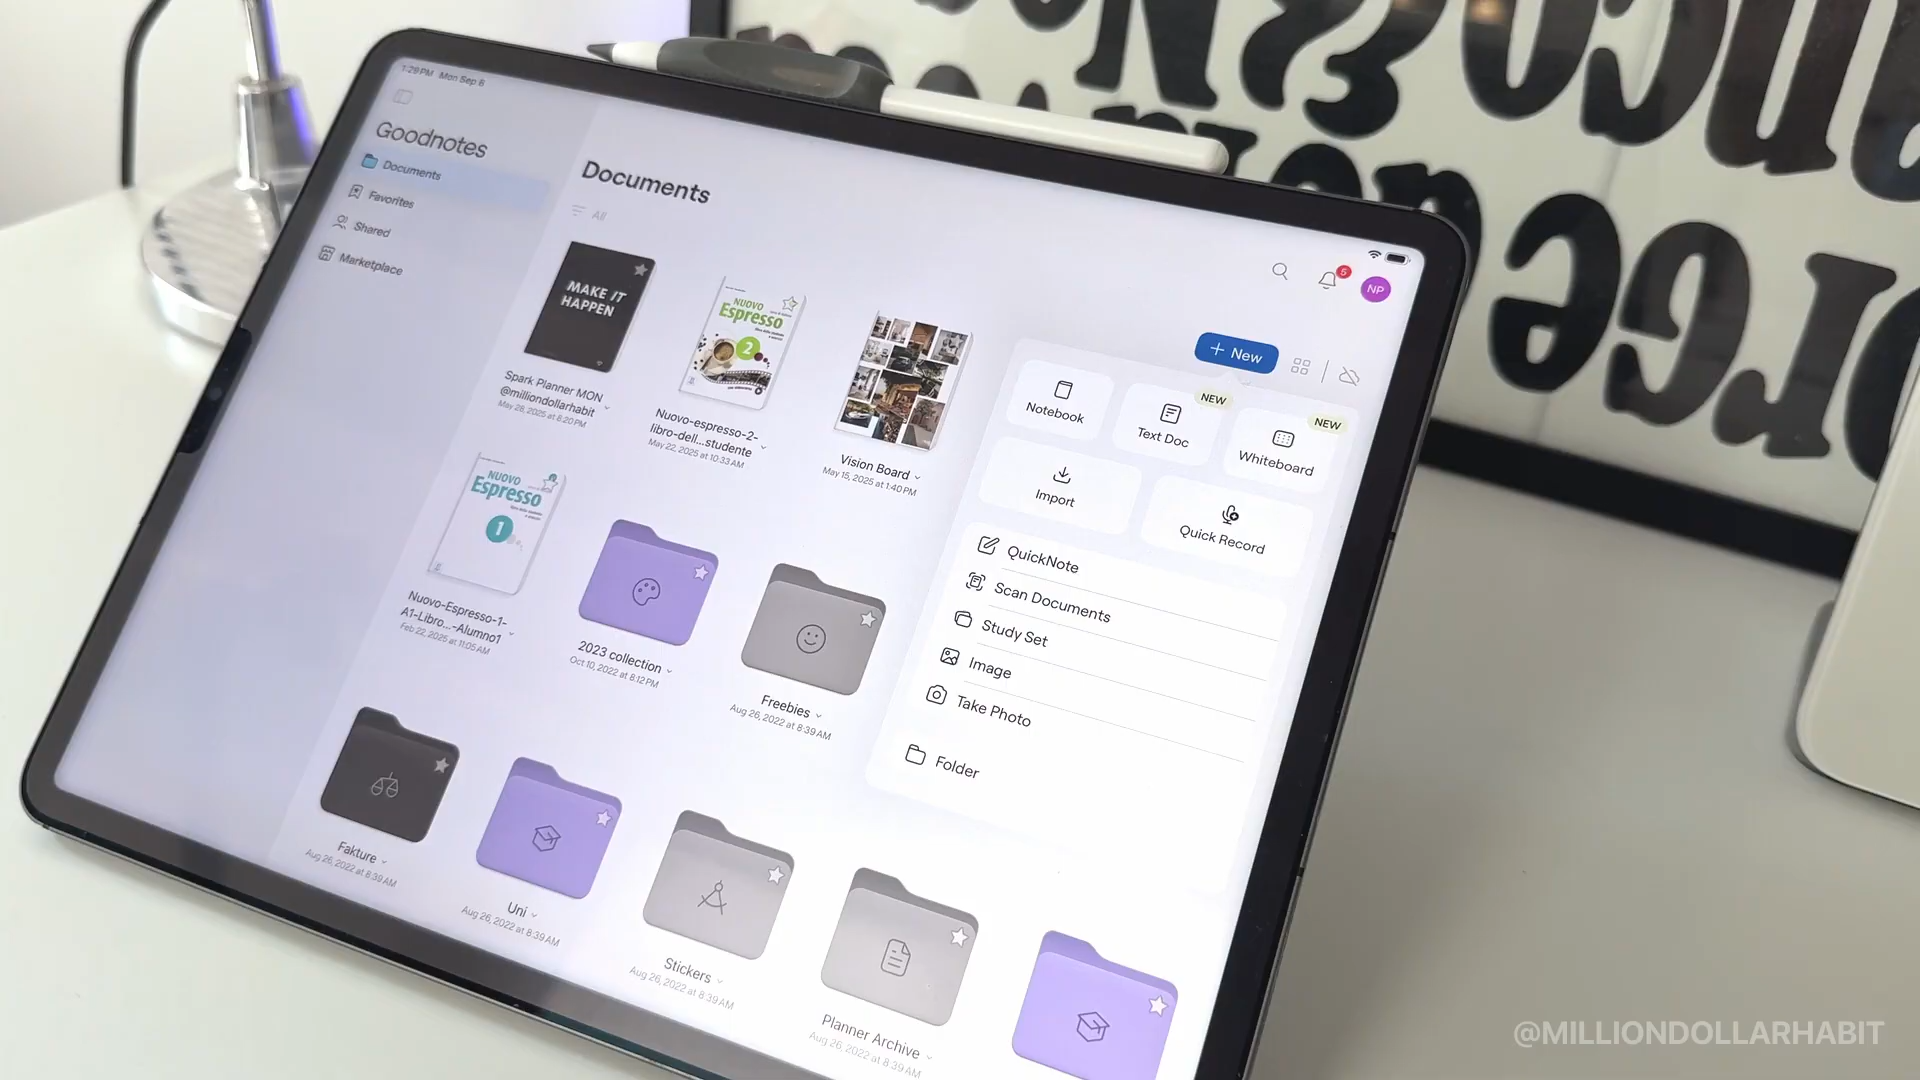 1:29 PM Mon Sep 8
Goodnotes
Documents
Favorites
Shared
Marketplace
Documents
All
5
NP
New
MAKE IT
HAPPEN
Spark Planner MON
@milliondollarhabit
May 28, 2025 at 6:20 PM
NUOVO
Espresso
2
Nuovo-espresso-2-
libro-dell...studente
May 22, 2025 at 10:33 AM
Vision Board
May 15, 2025 at 1:40 PM
Notebook
NEW
Text Doc
NEW
Whiteboard
Import
Quick Record
QuickNote
Scan Documents
Study Set
Image
Take Photo
Folder
NUOVO
Espresso
1
Nuovo-Espresso-1-
A1-Libro...-Alumno1
Feb 22, 2025 at 11:05 AM
2023 collection
Oct 10, 2022 at 8:12 PM
Freebies
Aug 26, 2022 at 8:39 AM
Fakture
Aug 26, 2022 at 8:39 AM
Uni
Aug 26, 2022 at 8:39 AM
Stickers
Aug 26, 2022 at 8:39 AM
Planner Archive
Aug 26, 2022 at 8:39 AM
@MILLIONDOLLARHABIT